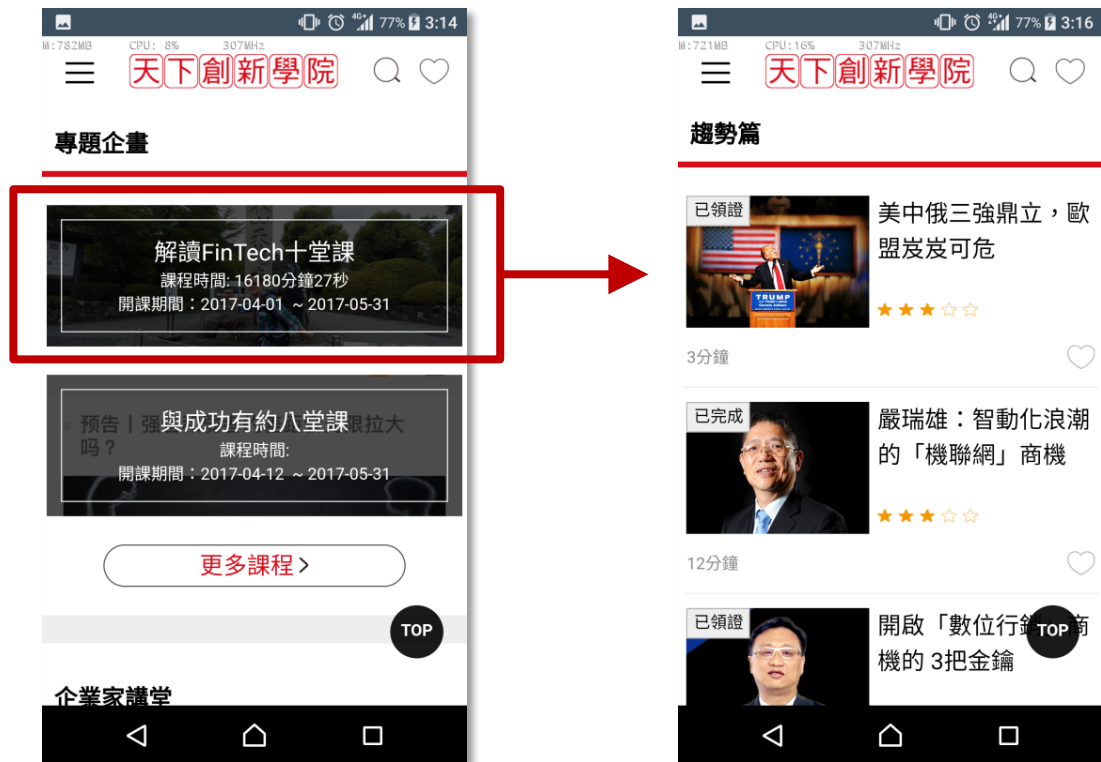 77% 3:14
M:782MB CPU: 8% 307MHz
天下創新學院
專題企畫
解讀FinTech十堂課
課程時間: 16180分鐘27秒
開課期間：2017-04-01 ~2017-05-31
预告丨强
與成功有約八堂課
限拉大
吗？
課程時間:
開課期間：2017-04-12 ~2017-05-31
更多課程>
TOP
企業家講堂
77% 3:16
M:721MB CPU:16% 307MHz
天下創新學院
趨勢篇
已領證
美中俄三強鼎立，歐
盟岌岌可危
TRUMP
3分鐘
已完成
嚴瑞雄：智動化浪潮
的「機聯網」商機
12分鐘
已領證
開啟「數位行銷 商
機的 3把金鑰
TOP